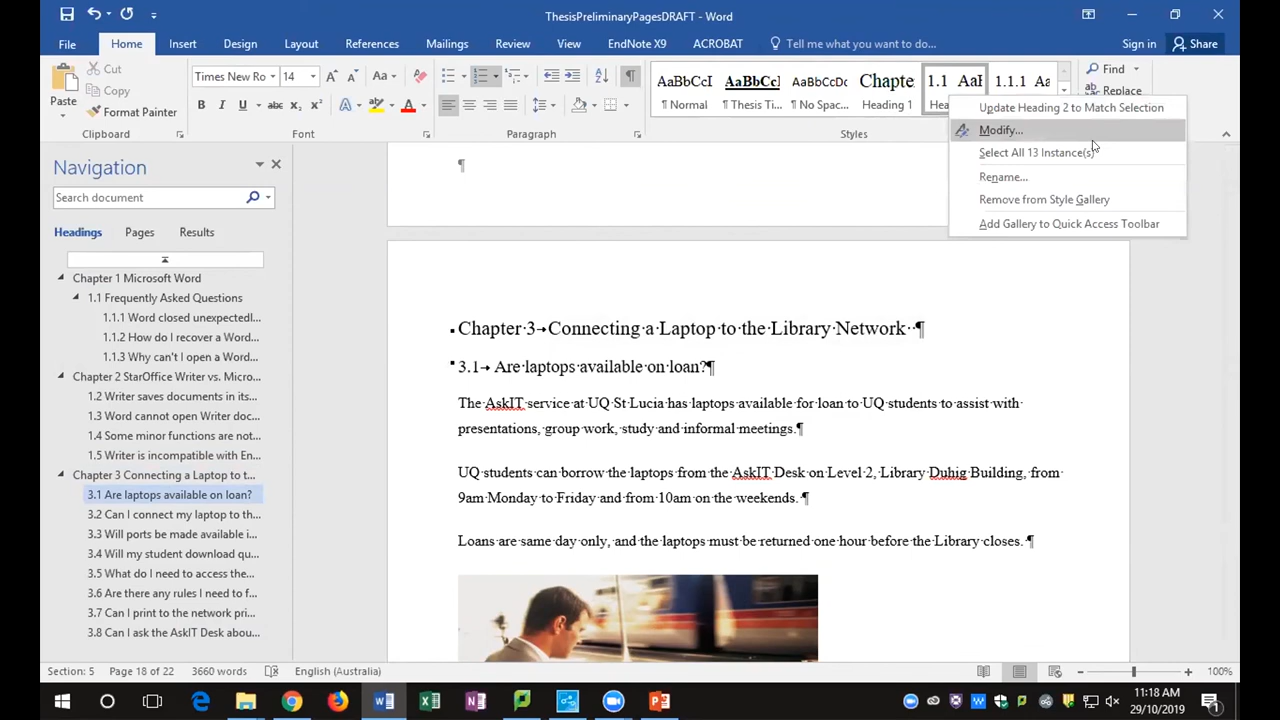 ThesisPreliminaryPagesDRAFT - Word
File Home Insert Design Layout References Mailings Review View EndNote X9 ACROBAT Tell me what you want to do... Sign in Share
Cut
Copy
Format Painter
Paste
Clipboard
Times New Ro 14
Font
Paragraph
AaBbCcI AaBbCcI AaBbCcDc Chapte 1.1 AaI 1.1.1 Aa
¶ Normal ¶ Thesis Ti... ¶ No Spac... Heading 1
Styles
Find
Replace
Update Heading 2 to Match Selection
Modify...
Select All 13 Instance(s)
Rename...
Remove from Style Gallery
Add Gallery to Quick Access Toolbar
Navigation
Search document
Headings Pages Results
Chapter 1 Microsoft Word
1.1 Frequently Asked Questions
1.1.1 Word closed unexpectedl...
1.1.2 How do I recover a Word...
1.1.3 Why can't I open a Word...
Chapter 2 StarOffice Writer vs. Micro...
1.2 Writer saves documents in its...
1.3 Word cannot open Writer doc...
1.4 Some minor functions are not...
1.5 Writer is incompatible with En...
Chapter 3 Connecting a Laptop to t...
3.1 Are laptops available on loan?
3.2 Can I connect my laptop to th...
3.3 Will ports be made available i...
3.4 Will my student download qu...
3.5 What do I need to access the...
3.6 Are there any rules I need to f...
3.7 Can I print to the network pri...
3.8 Can I ask the AskIT Desk abou...
¶
Chapter·3→Connecting·a·Laptop·to·the·Library·Network··¶
3.1→Are·laptops·available·on·loan?¶
The·AskIT·service·at·UQ·St·Lucia·has·laptops·available·for·loan·to·UQ·students·to·assist·with·
presentations,·group·work,·study·and·informal·meetings.¶
UQ·students·can·borrow·the·laptops·from·the·AskIT·Desk·on·Level·2,·Library·Duhig·Building,·from·
9am·Monday·to·Friday·and·from·10am·on·the·weekends.·¶
Loans·are·same·day·only,·and·the·laptops·must·be·returned·one·hour·before·the·Library·closes.·¶
Section: 5 Page 18 of 22 3660 words English (Australia) 100%
11:18 AM
29/10/2019